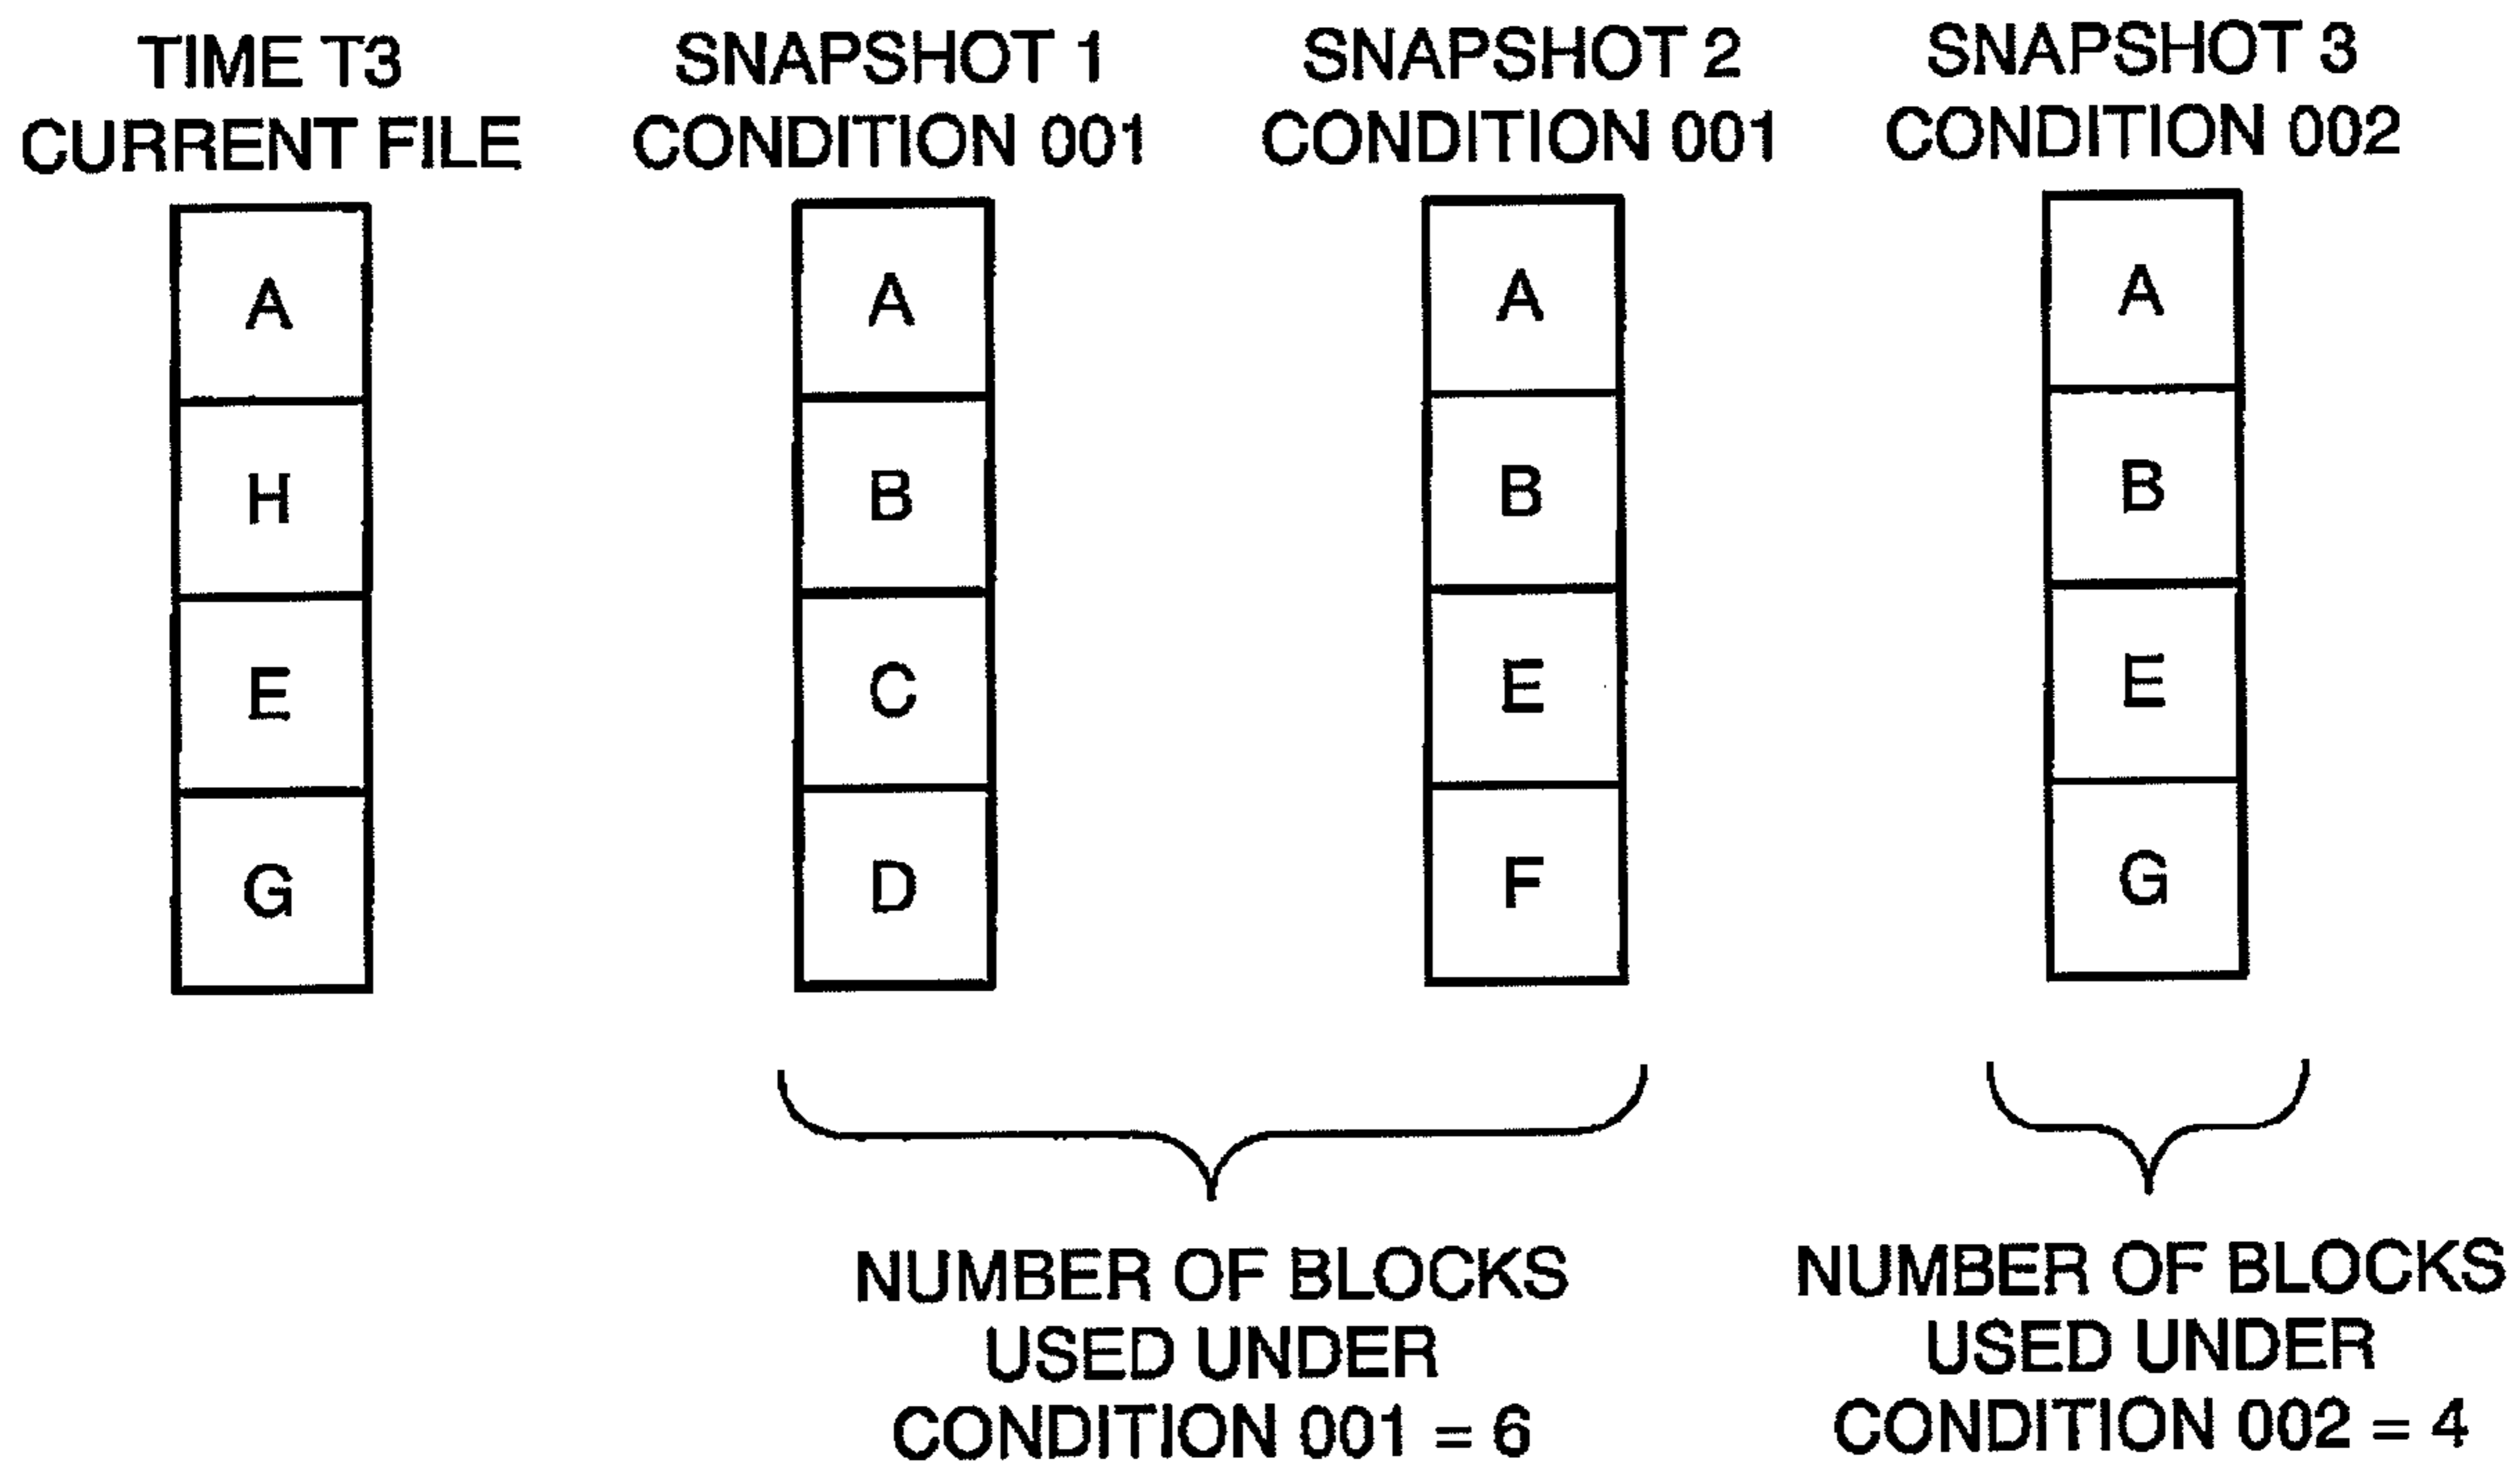 TIME T3
CURRENT FILE
A
H
E
G
SNAPSHOT 1
CONDITION 001
A
B
C
D
SNAPSHOT 2
CONDITION 001
A
B
E
F
SNAPSHOT 3
CONDITION 002
A
B
E
G
NUMBER OF BLOCKS
USED UNDER
CONDITION 001 = 6
NUMBER OF BLOCKS
USED UNDER
CONDITION 002 = 4